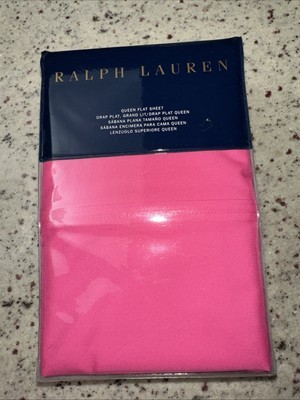 RALPH LAUREN
QUEEN FLAT SHEET
DRAP PLAT, GRAND LIT/DRAP PLAT QUEEN
SÁBANA PLANA TAMAÑO QUEEN
SÁBANA ENCIMERA PARA CAMA QUEEN
LENZUOLO SUPERIORE QUEEN